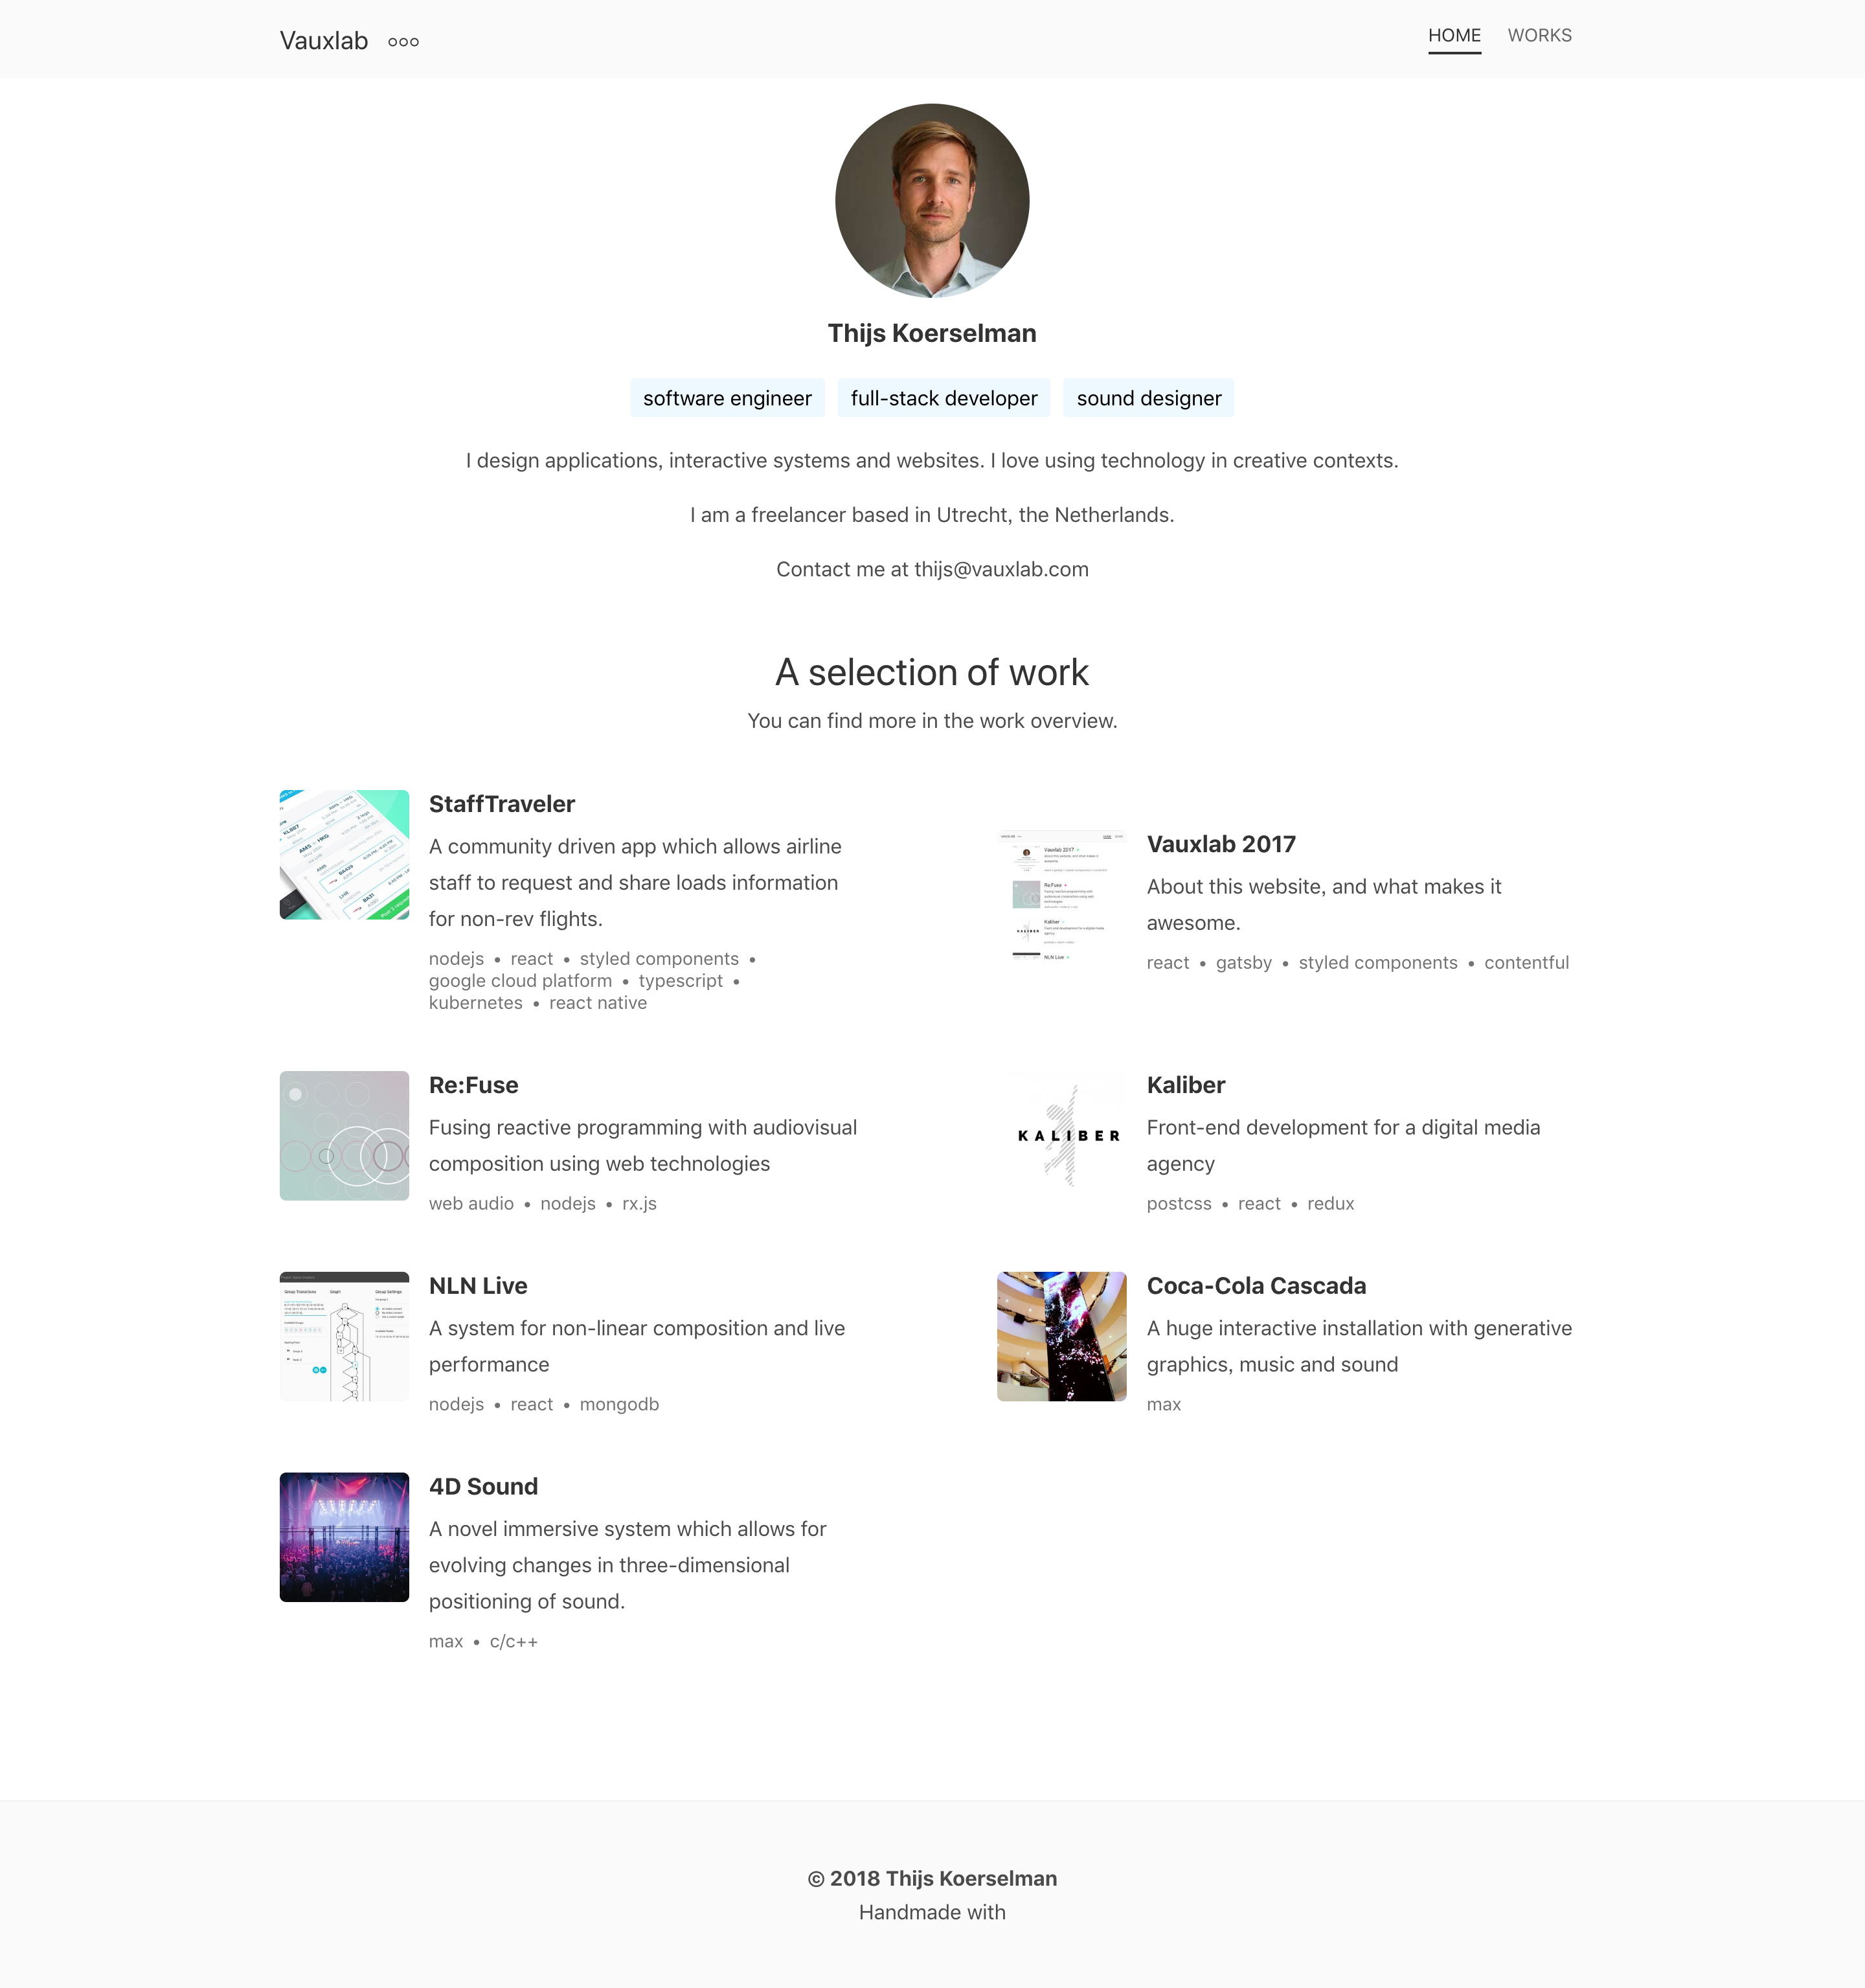 Vauxlab
HOME WORKS
Thijs Koerselman
software engineer full-stack developer sound designer
I design applications, interactive systems and websites. I love using technology in creative contexts.
I am a freelancer based in Utrecht, the Netherlands.
Contact me at thijs@vauxlab.com
A selection of work
You can find more in the work overview.
StaffTraveler
A community driven app which allows airline
staff to request and share loads information
for non-rev flights.
nodejs • react • styled components •
google cloud platform • typescript •
kubernetes • react native
Vauxlab 2017
About this website, and what makes it
awesome.
react • gatsby • styled components • contentful
Re:Fuse
Fusing reactive programming with audiovisual
composition using web technologies
web audio • nodejs • rx.js
KALIBER
Kaliber
Front-end development for a digital media
agency
postcss • react • redux
NLN Live
A system for non-linear composition and live
performance
nodejs • react • mongodb
Coca-Cola Cascada
A huge interactive installation with generative
graphics, music and sound
max
4D Sound
A novel immersive system which allows for
evolving changes in three-dimensional
positioning of sound.
max • c/c++
© 2018 Thijs Koerselman
Handmade with